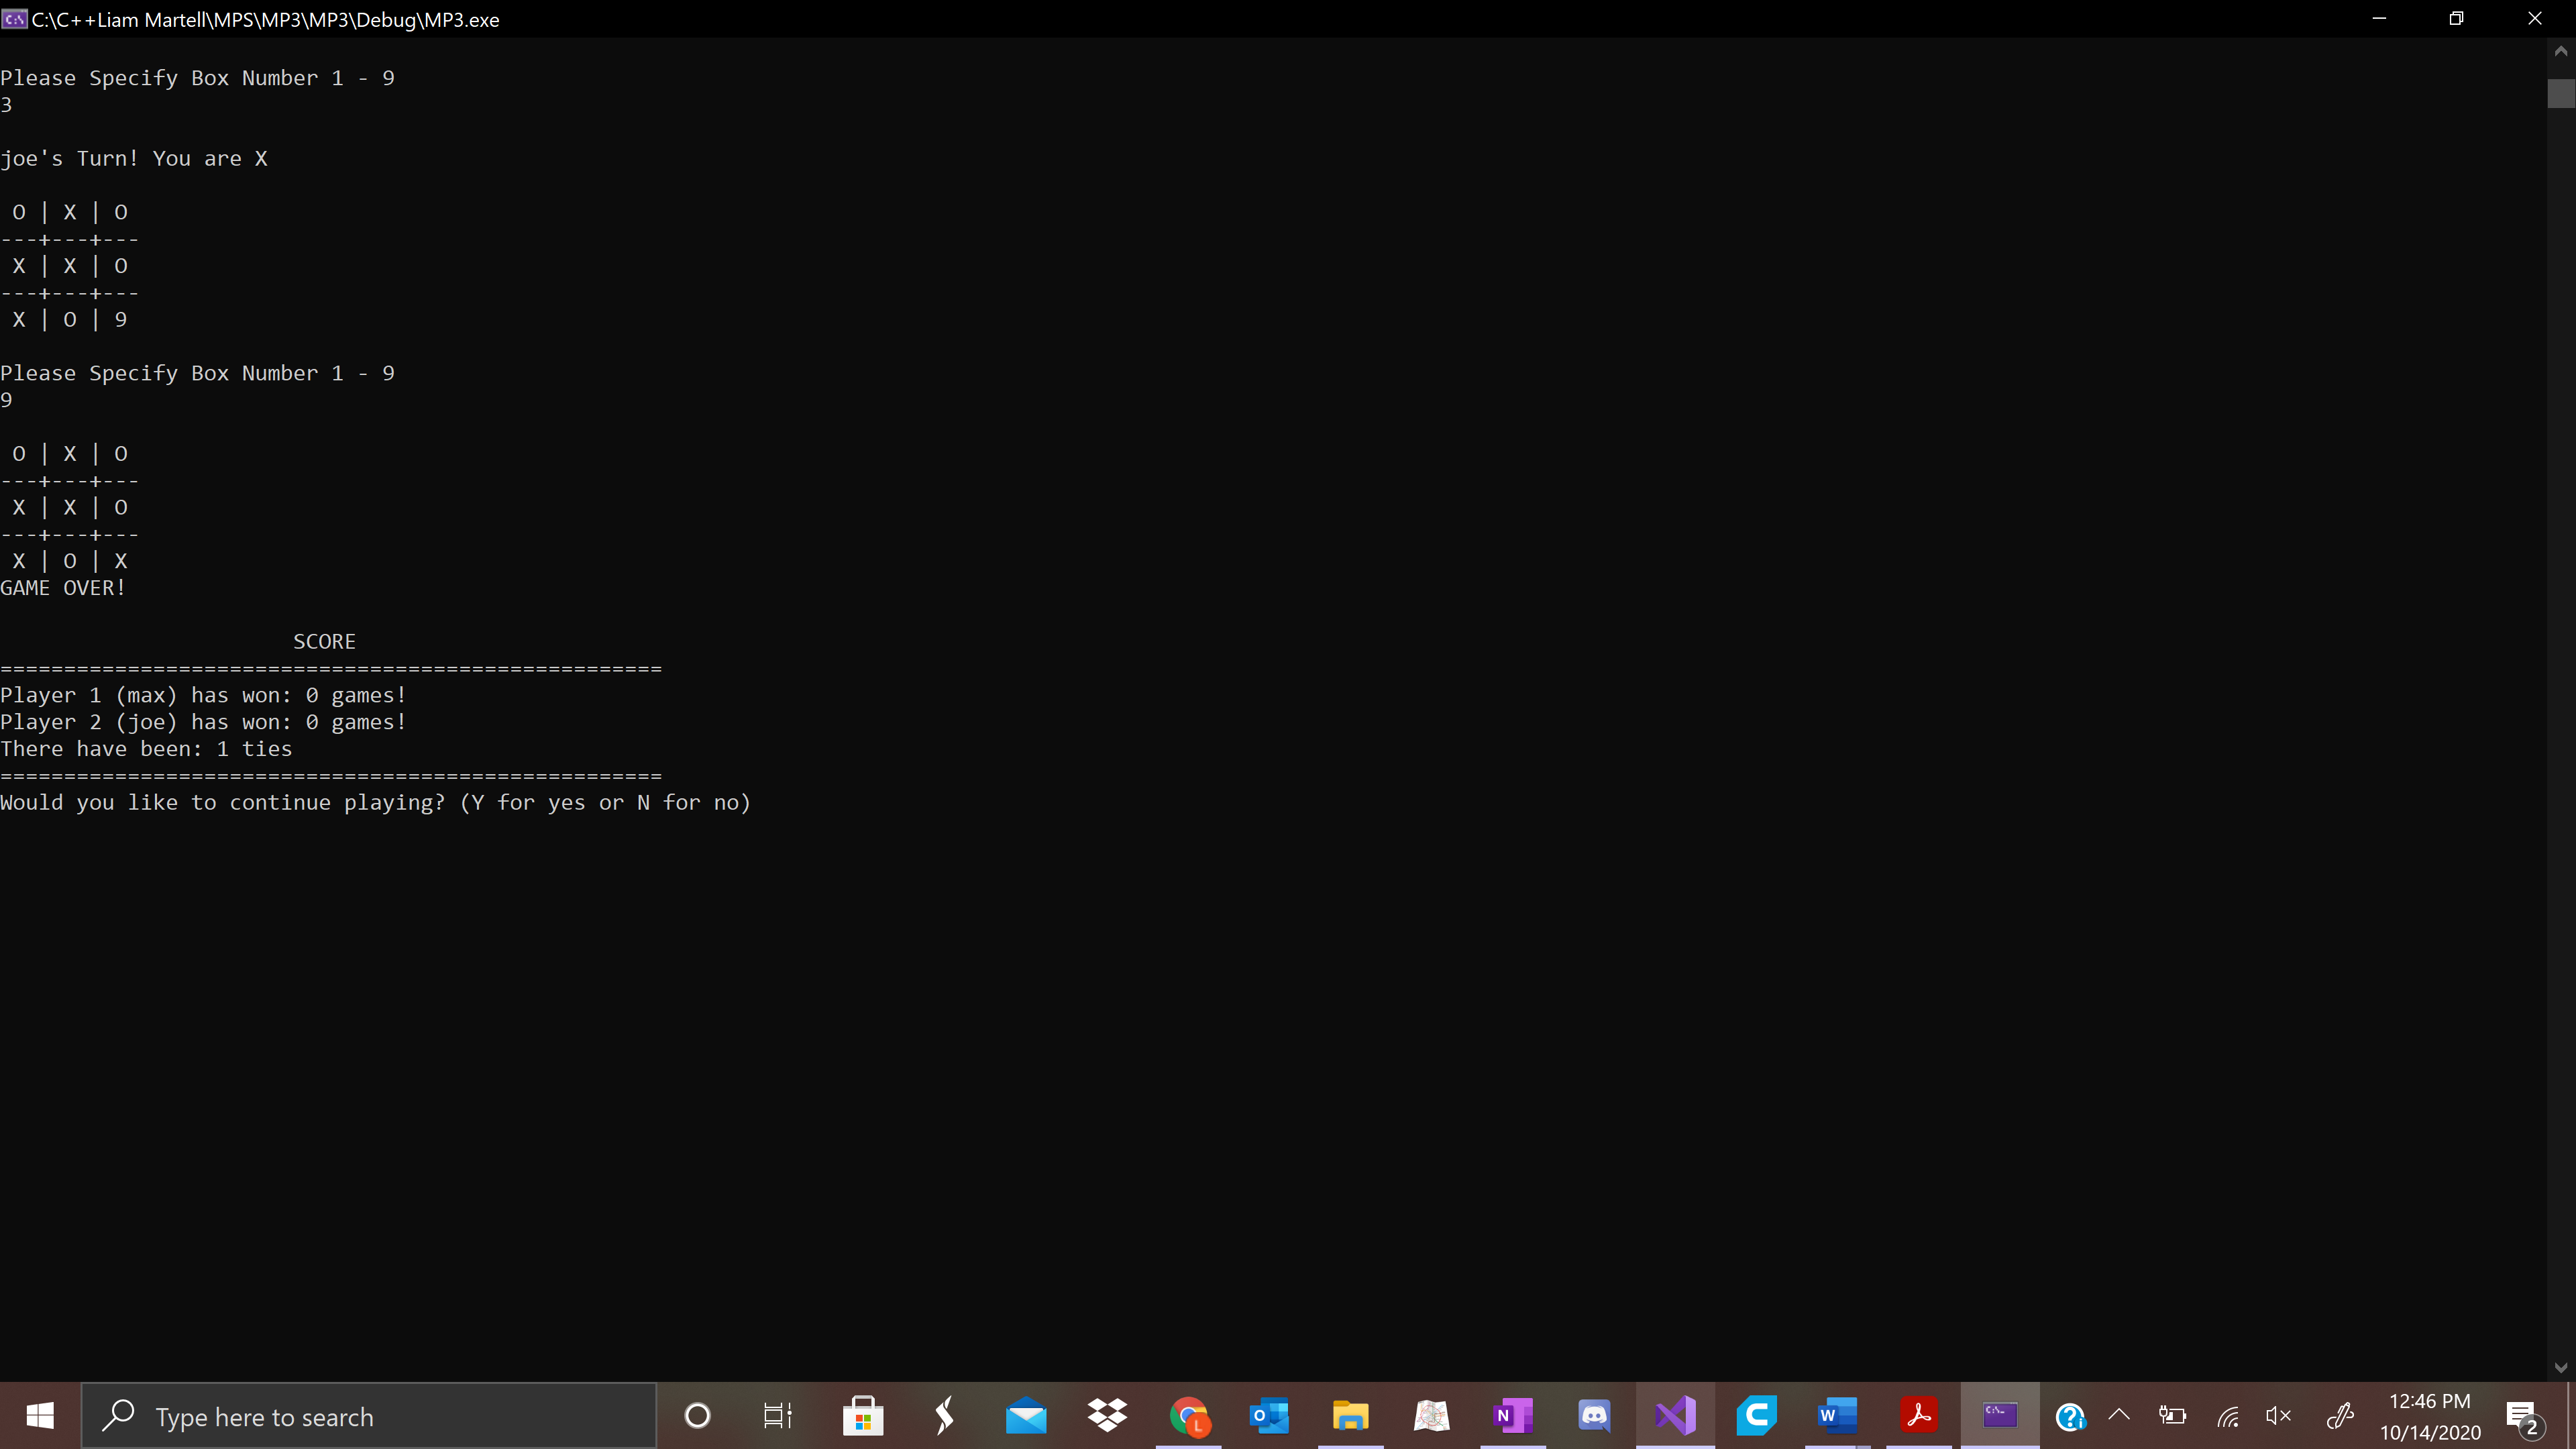 C:\C++Liam Martell\MPS\MP3\MP3\Debug\MP3.exe
Please Specify Box Number 1 - 9
3
joe's Turn! You are X
 O | X | O
---+---+---
 X | X | O
---+---+---
 X | O | 9
Please Specify Box Number 1 - 9
9
 O | X | O
---+---+---
 X | X | O
---+---+---
 X | O | X
GAME OVER!
                       SCORE
====================================================
Player 1 (max) has won: 0 games!
Player 2 (joe) has won: 0 games!
There have been: 1 ties
====================================================
Would you like to continue playing? (Y for yes or N for no)
Type here to search
12:46 PM
10/14/2020
2